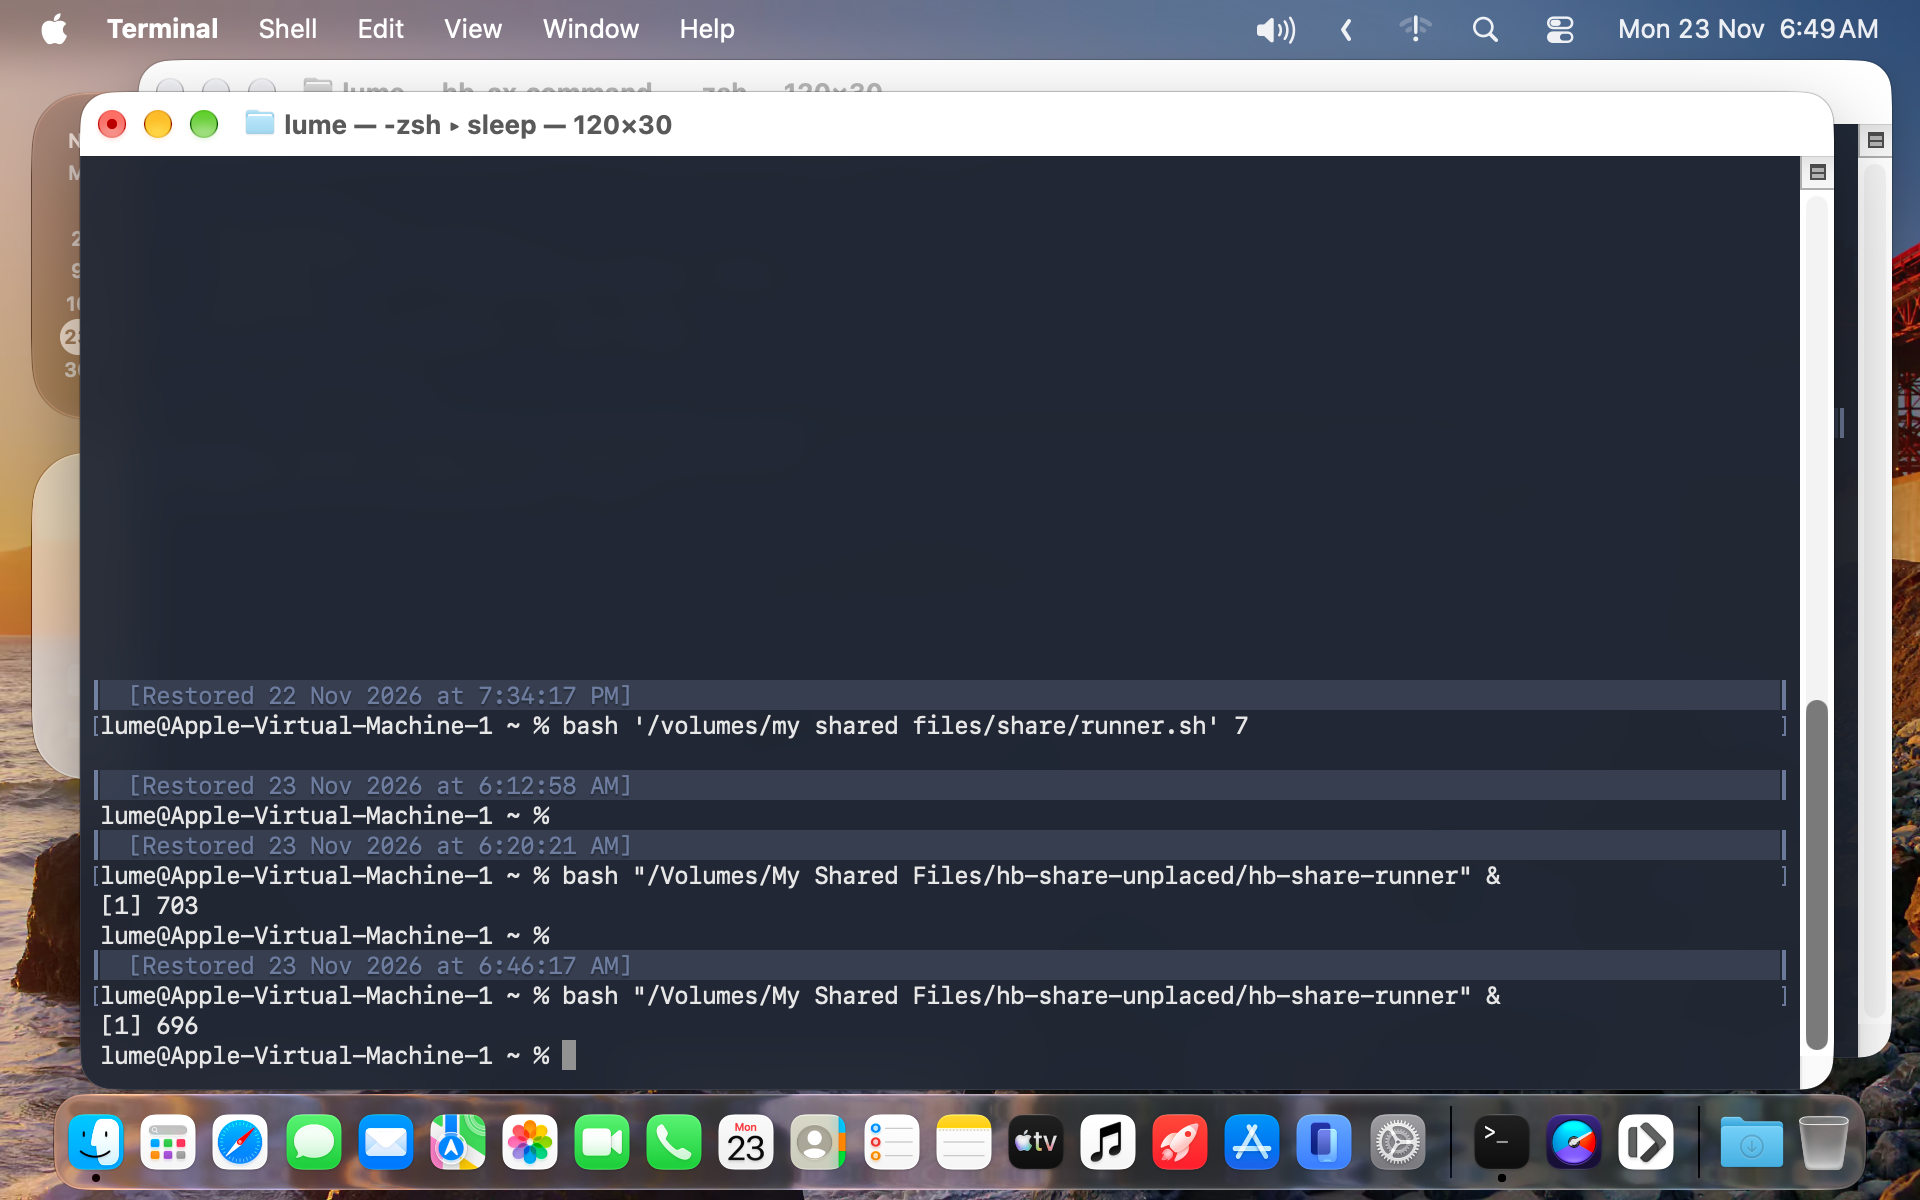 Terminal Shell Edit View Window Help Mon 23 Nov 6:49 AM
lume — -zsh ▸ sleep — 120×30
[Restored 22 Nov 2026 at 7:34:17 PM]
[lume@Apple-Virtual-Machine-1 ~ % bash '/volumes/my shared files/share/runner.sh' 7 ]
[Restored 23 Nov 2026 at 6:12:58 AM]
lume@Apple-Virtual-Machine-1 ~ %
[Restored 23 Nov 2026 at 6:20:21 AM]
[lume@Apple-Virtual-Machine-1 ~ % bash "/Volumes/My Shared Files/hb-share-unplaced/hb-share-runner" & ]
[1] 703
lume@Apple-Virtual-Machine-1 ~ %
[Restored 23 Nov 2026 at 6:46:17 AM]
[lume@Apple-Virtual-Machine-1 ~ % bash "/Volumes/My Shared Files/hb-share-unplaced/hb-share-runner" & ]
[1] 696
lume@Apple-Virtual-Machine-1 ~ %
Mon
23
tv
>_